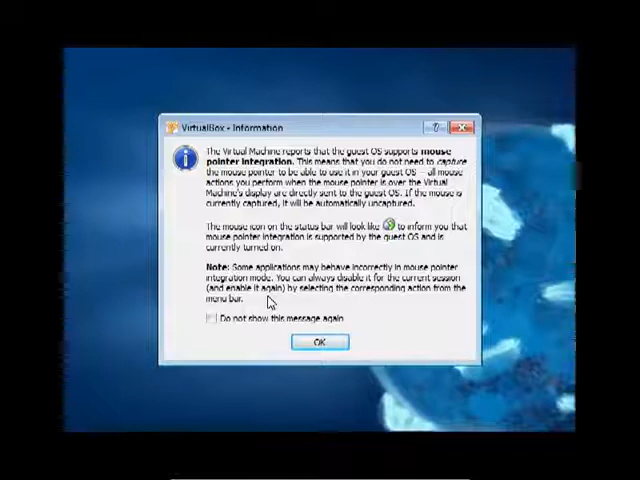 VirtualBox - Information
The Virtual Machine reports that the guest OS supports mouse
pointer integration. This means that you do not need to capture
the mouse pointer to be able to use it in your guest OS -- all mouse
actions you perform when the mouse pointer is over the Virtual
Machine's display are directly sent to the guest OS. If the mouse is
currently captured, it will be automatically uncaptured.
The mouse icon on the status bar will look like to inform you that
mouse pointer integration is supported by the guest OS and is
currently turned on.
Note: Some applications may behave incorrectly in mouse pointer
integration mode. You can always disable it for the current session
(and enable it again) by selecting the corresponding action from the
menu bar.
Do not show this message again
OK